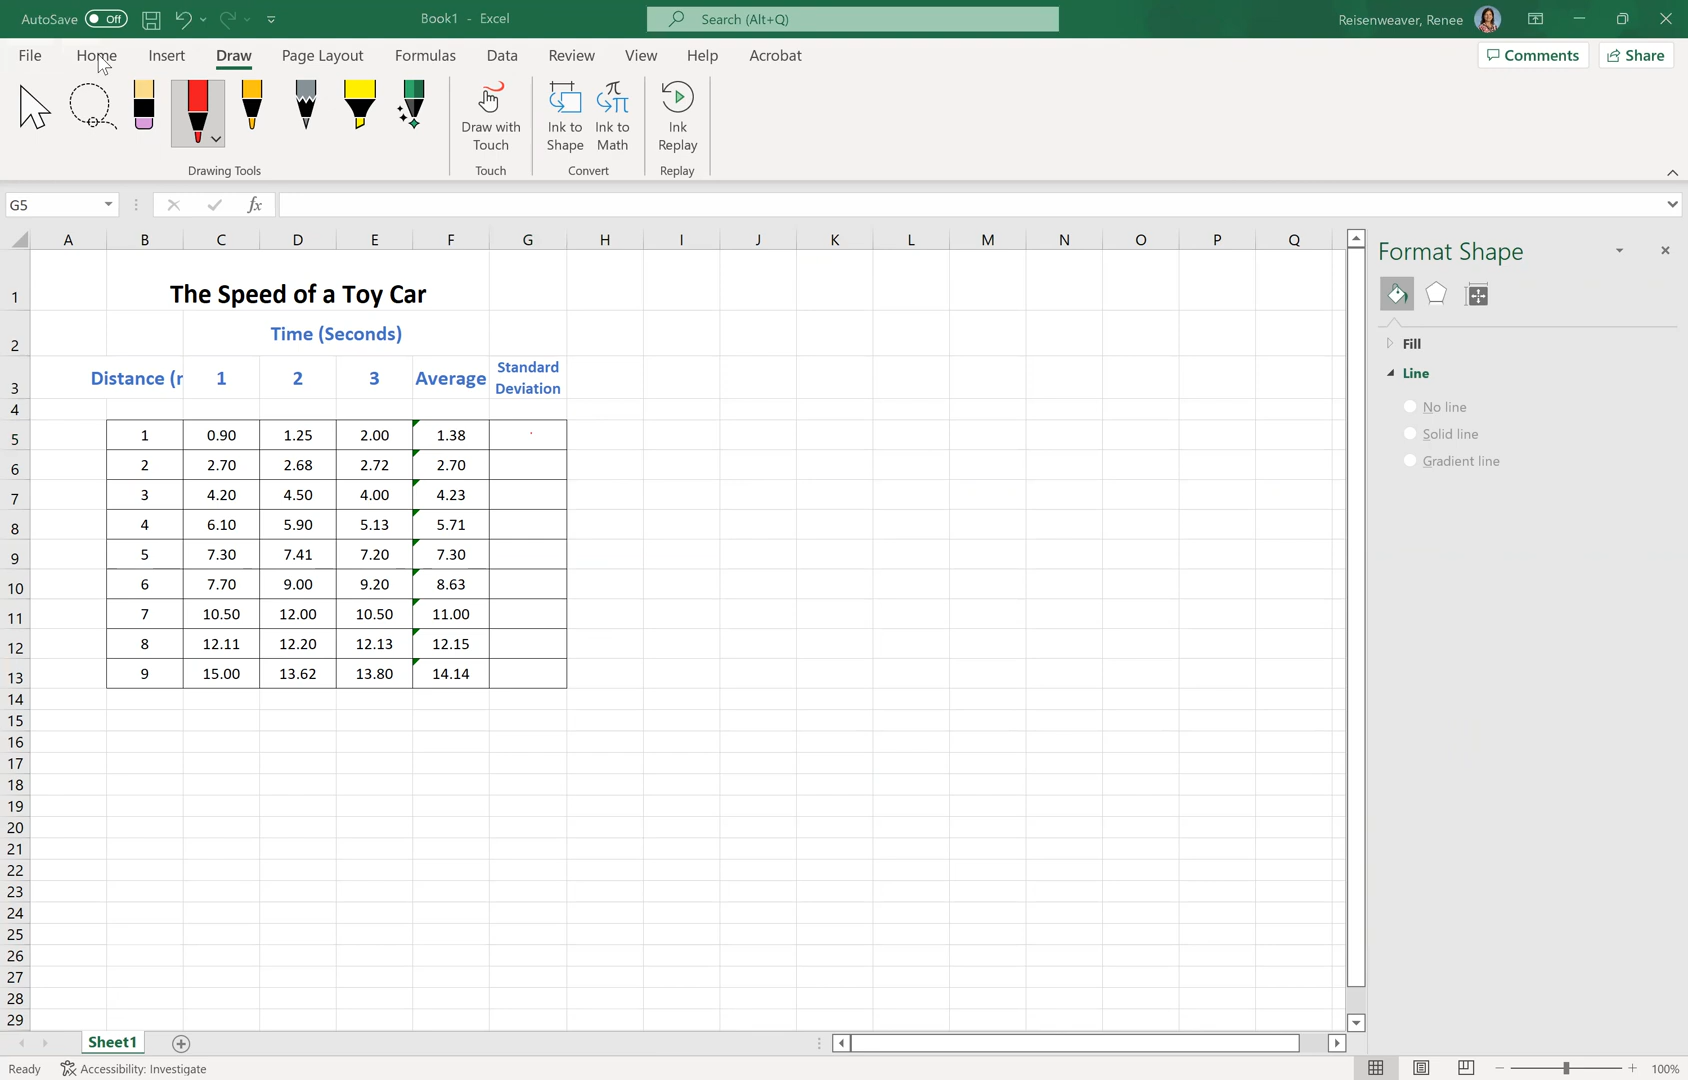 AutoSave Off Book1 - Excel Search (Alt+Q) Reisenweaver, Renee
File Home Insert Draw Page Layout Formulas Data Review View Help Acrobat Comments Share
Draw with Touch
Ink to Shape
Ink to Math
Ink Replay
Drawing Tools Touch Convert Replay
G5 fx
A B C D E F G H I J K L M N O P Q
Format Shape
1 The Speed of a Toy Car
2 Time (Seconds)
3 Distance (r 1 2 3 Average Standard Deviation
4
5 1 0.90 1.25 2.00 1.38
6 2 2.70 2.68 2.72 2.70
7 3 4.20 4.50 4.00 4.23
8 4 6.10 5.90 5.13 5.71
9 5 7.30 7.41 7.20 7.30
10 6 7.70 9.00 9.20 8.63
11 7 10.50 12.00 10.50 11.00
12 8 12.11 12.20 12.13 12.15
13 9 15.00 13.62 13.80 14.14
14
15
16
17
18
19
20
21
22
23
24
25
26
27
28
29
Fill
Line
No line
Solid line
Gradient line
Sheet1
Ready Accessibility: Investigate 100%